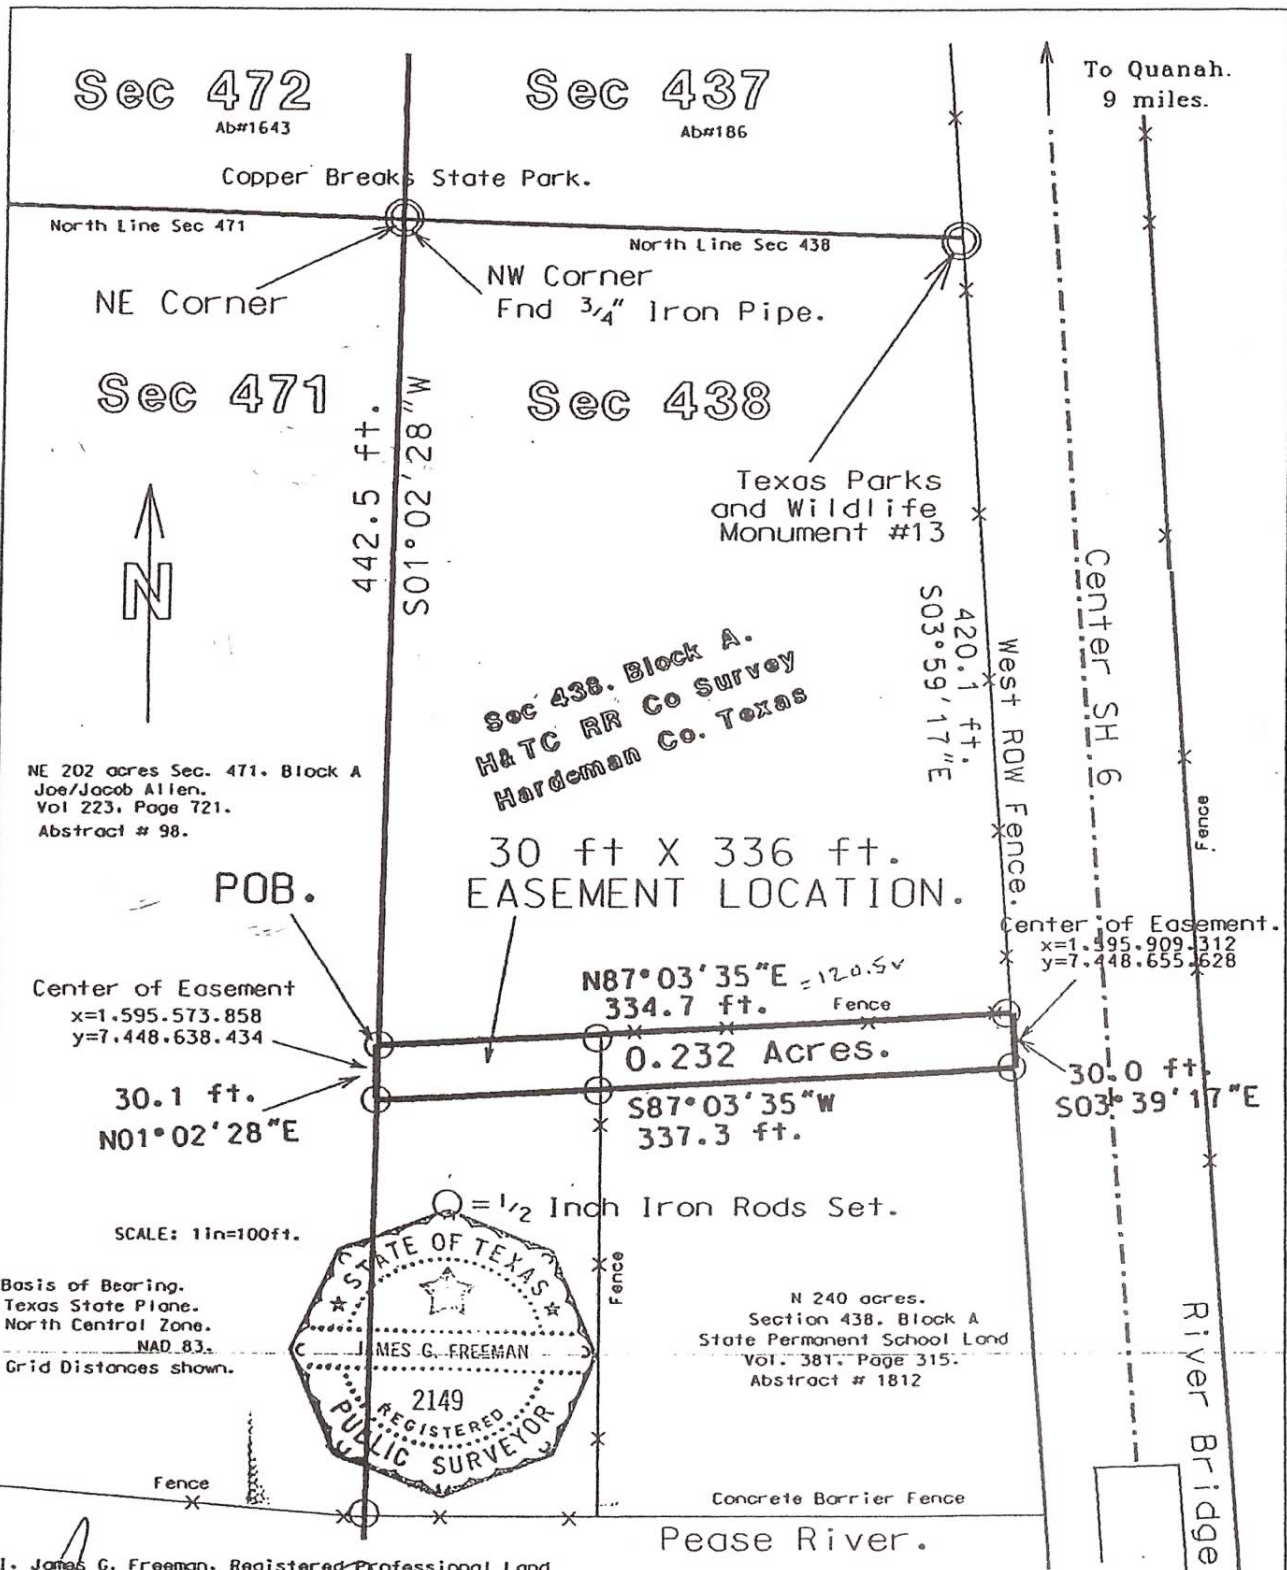 Sec 472
Ab#1643
Sec 437
Ab#186
To Quanah.
9 miles.
Copper Breaks State Park.
North Line Sec 471
North Line Sec 438
NE Corner
NW Corner
Fnd 3/4" Iron Pipe.
Sec 471
Sec 438
442.5 ft.
S01°02'28"W
Texas Parks
and Wildlife
Monument #13
N
Center SH 6
420.1 ft.
S03°59'17"E
West ROW Fence.
Sec 438. Block A.
H&TC RR Co Survey
Hardeman Co. Texas
NE 202 acres Sec. 471. Block A
Joe/Jacob Allen.
Vol 223. Page 721.
Abstract # 98.
Fence
30 ft X 336 ft.
EASEMENT LOCATION.
POB.
Center of Easement.
x=1.595.909.312
y=7.448.655.628
Center of Easement
x=1.595.573.858
y=7.448.638.434
N87°03'35"E =120.5v
334.7 ft.
Fence
0.232 Acres.
30.1 ft.
N01°02'28"E
S87°03'35"W
337.3 ft.
30.0 ft.
S03°39'17"E
= 1/2 Inch Iron Rods Set.
SCALE: 1in=100ft.
STATE OF TEXAS
JAMES G. FREEMAN
2149
REGISTERED
PUBLIC SURVEYOR
Fence
Basis of Bearing.
Texas State Plane.
North Central Zone.
NAD 83.
Grid Distances shown.
N 240 acres.
Section 438. Block A
State Permanent School Land
Vol. 381. Page 315.
Abstract # 1812
River Bridge
Fence
Concrete Barrier Fence
Pease River.
I. James G. Freeman. Registered Professional Land